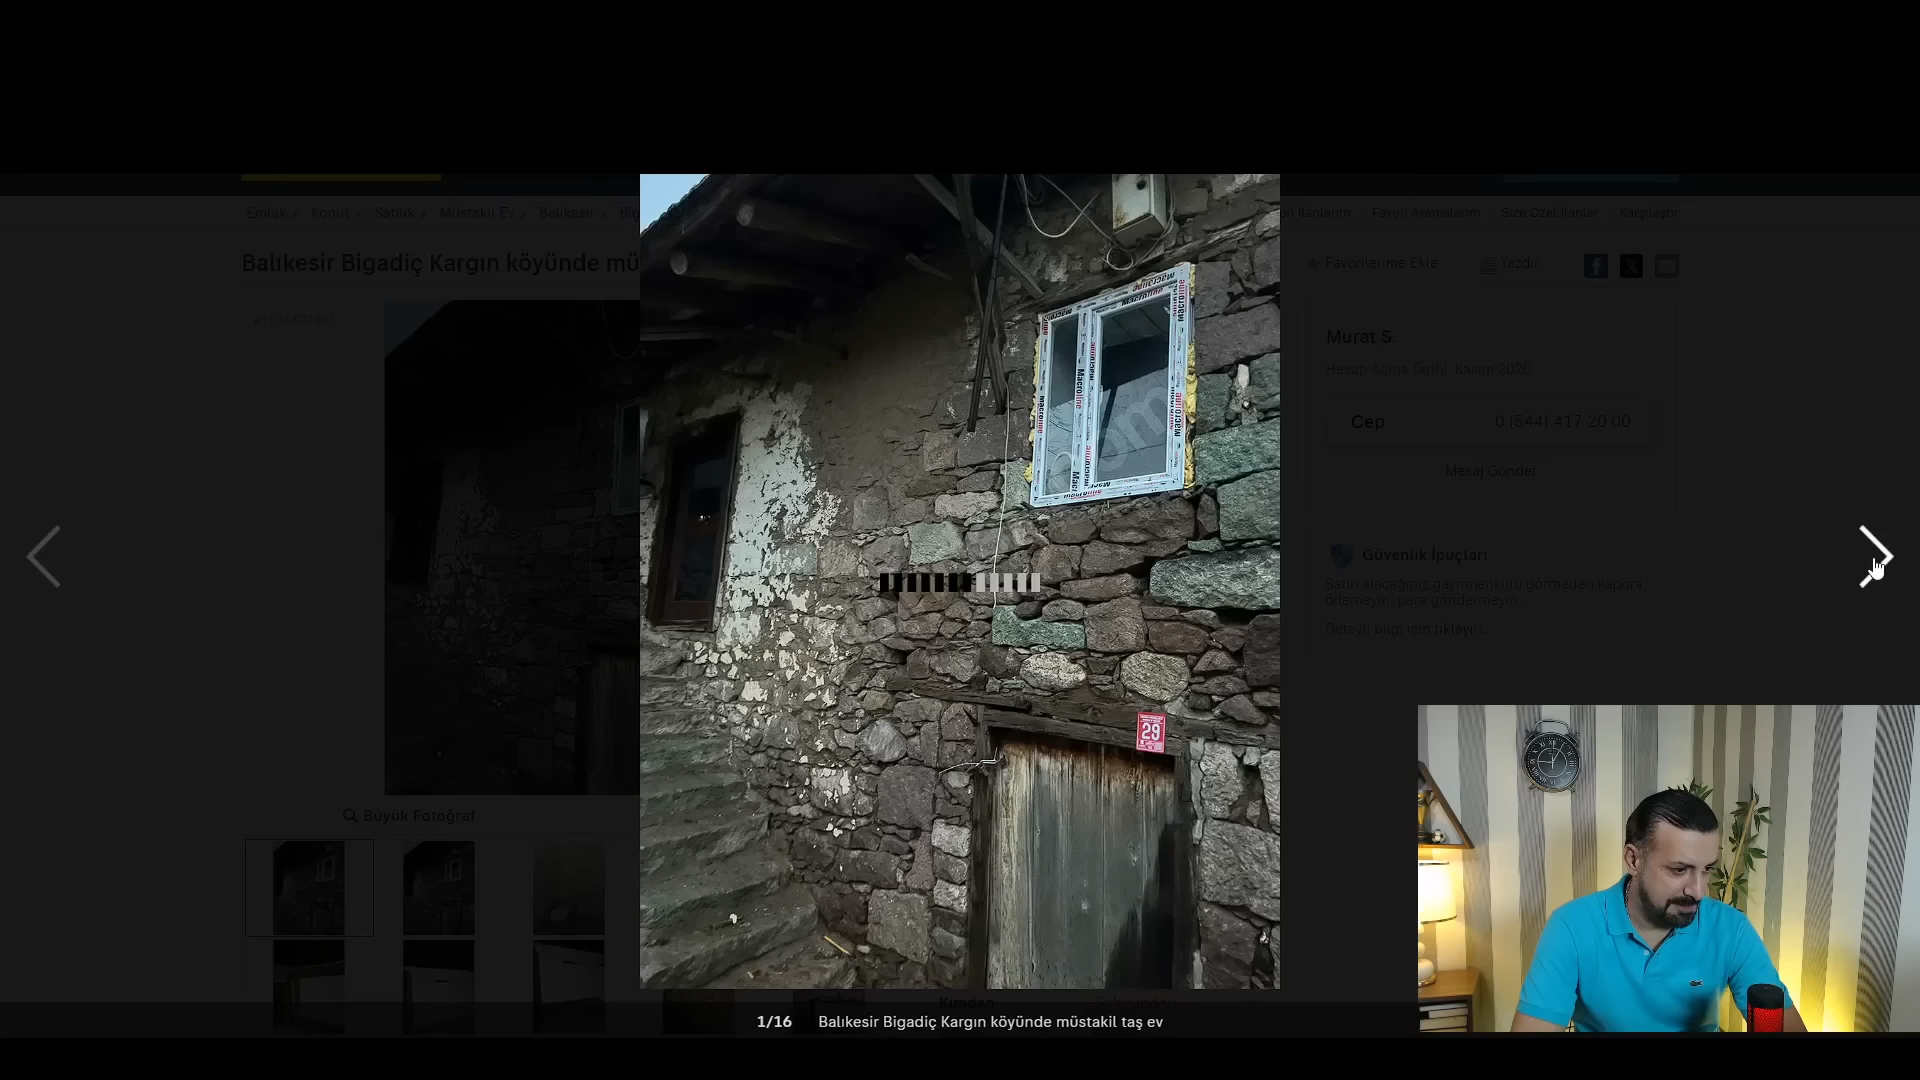 Emlak > Konut > Satılık > Müstakil Ev > Balıkesir >
Favori Aramalarım
Size Özel İlanlar
Karşılaştır
Balıkesir Bigadiç Kargın köyünde mü
Favorilerime Ekle
Yazdır
Murat S.
Hesap Açma Tarihi: Kasım 2020
Cep
0 (544) 417 20 00
Mesaj Gönder
Güvenlik İpuçları
Satın alacağınız gayrimenkulü görmeden kapora
ödemeyin, para göndermeyin.
Detaylı bilgi için tıklayın.
Macroline
29
Büyük Fotoğraf
Kimden
Sahibinden
1/16
Balıkesir Bigadiç Kargın köyünde müstakil taş ev